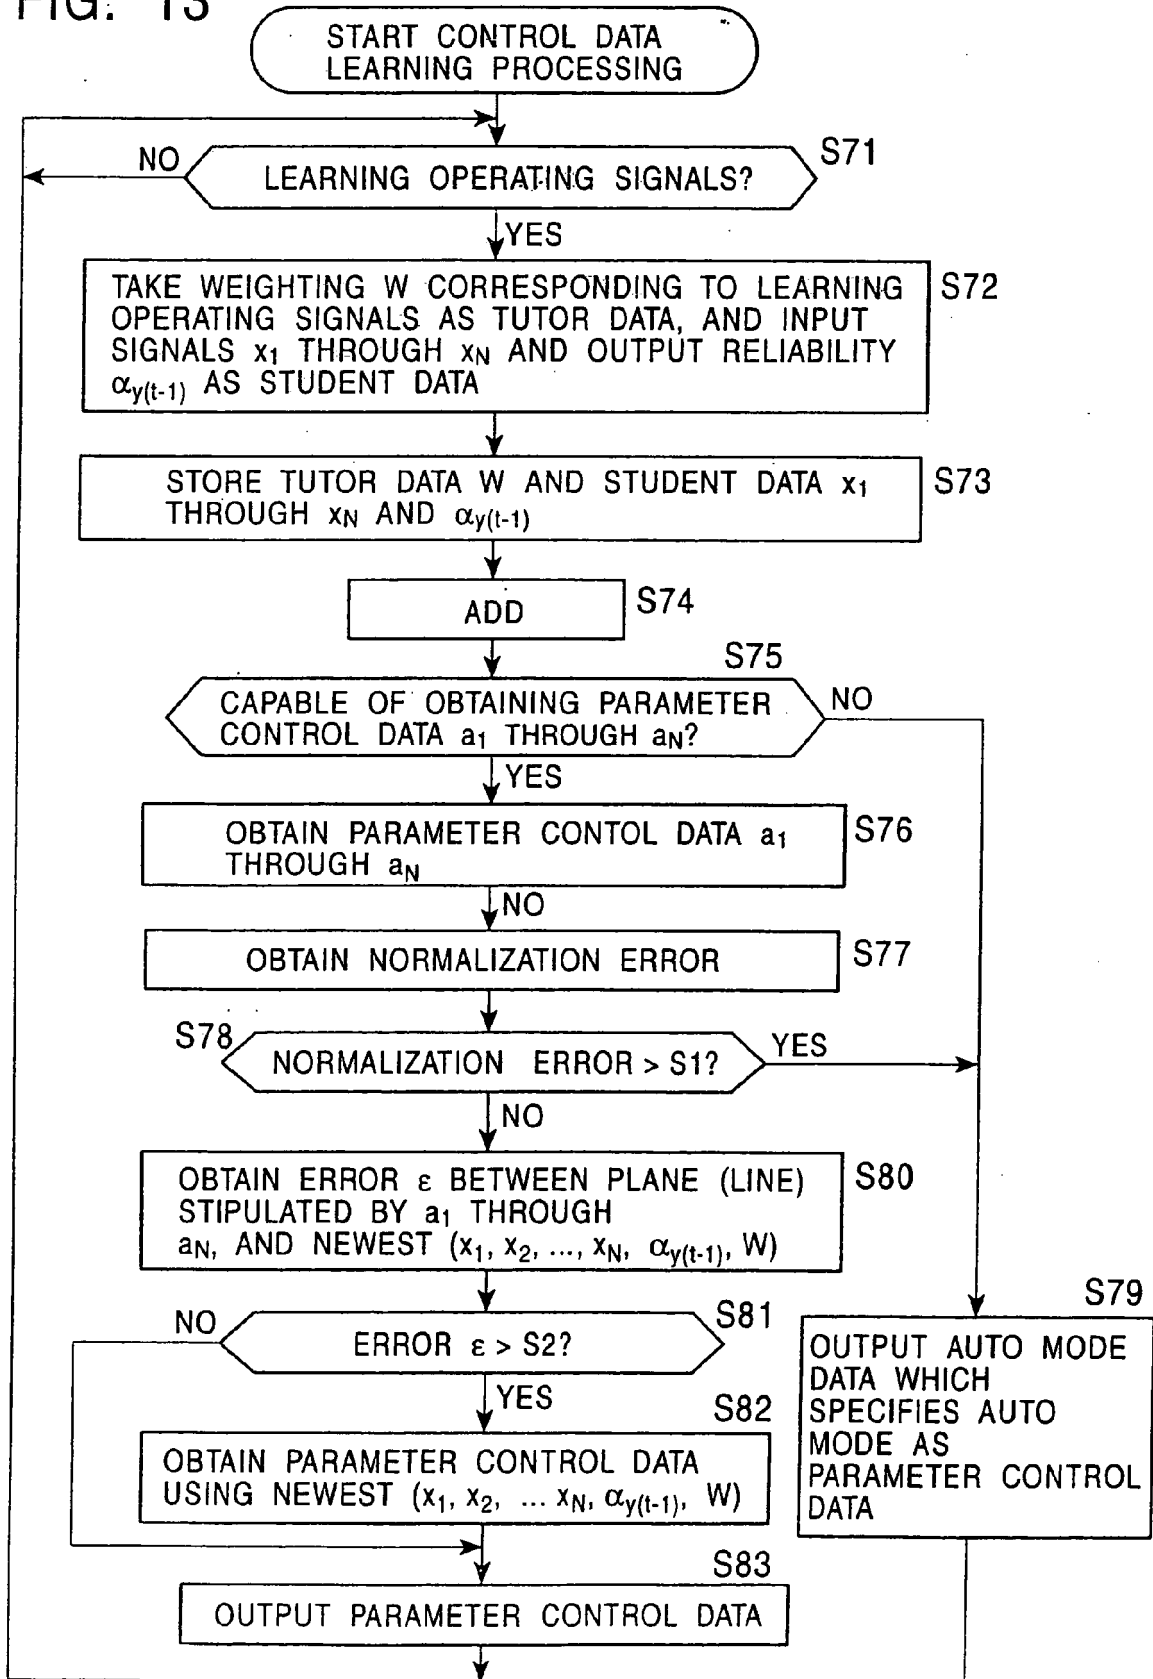 FIG. 13
START CONTROL DATA
LEARNING PROCESSING
NO
LEARNING OPERATING SIGNALS?
S71
YES
TAKE WEIGHTING W CORRESPONDING TO LEARNING
OPERATING SIGNALS AS TUTOR DATA, AND INPUT
SIGNALS x1 THROUGH xN AND OUTPUT RELIABILITY
αy(t-1) AS STUDENT DATA
S72
STORE TUTOR DATA W AND STUDENT DATA x1
THROUGH xN AND αy(t-1)
S73
ADD
S74
S75
CAPABLE OF OBTAINING PARAMETER
CONTROL DATA a1 THROUGH aN?
NO
YES
OBTAIN PARAMETER CONTOL DATA a1
THROUGH aN
S76
NO
OBTAIN NORMALIZATION ERROR
S77
S78
NORMALIZATION ERROR > S1?
YES
NO
OBTAIN ERROR ε BETWEEN PLANE (LINE)
STIPULATED BY a1 THROUGH
aN, AND NEWEST (x1, x2, ..., xN, αy(t-1), W)
S80
NO
ERROR ε > S2?
S81
YES
S79
OUTPUT AUTO MODE
DATA WHICH
SPECIFIES AUTO
MODE AS
PARAMETER CONTROL
DATA
S82
OBTAIN PARAMETER CONTROL DATA
USING NEWEST (x1, x2, ... xN, αy(t-1), W)
S83
OUTPUT PARAMETER CONTROL DATA